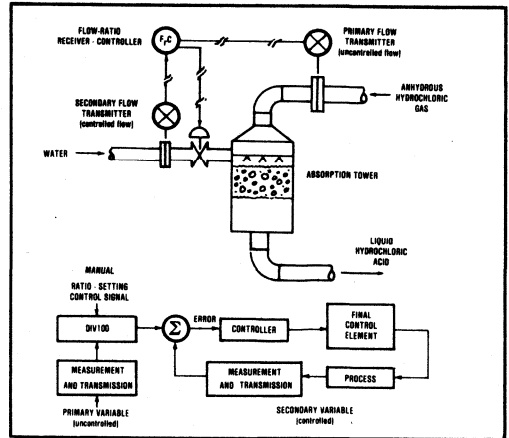 FLOW-RATIO
RECEIVER - CONTROLLER
FrC
PRIMARY FLOW
TRANSMITTER
(uncontrolled flow)
SECONDARY FLOW
TRANSMITTER
(controlled flow)
ANHYDROUS
HYDROCHLORIC
GAS
WATER
ABSORPTION TOWER
LIQUID
HYDROCHLORIC
ACID
MANUAL
RATIO - SETTING
CONTROL SIGNAL
DIV100
Σ
ERROR
CONTROLLER
FINAL
CONTROL
ELEMENT
MEASUREMENT
AND TRANSMISSION
MEASUREMENT
AND TRANSMISSION
PROCESS
PRIMARY VARIABLE
(uncontrolled)
SECONDARY VARIABLE
(controlled)